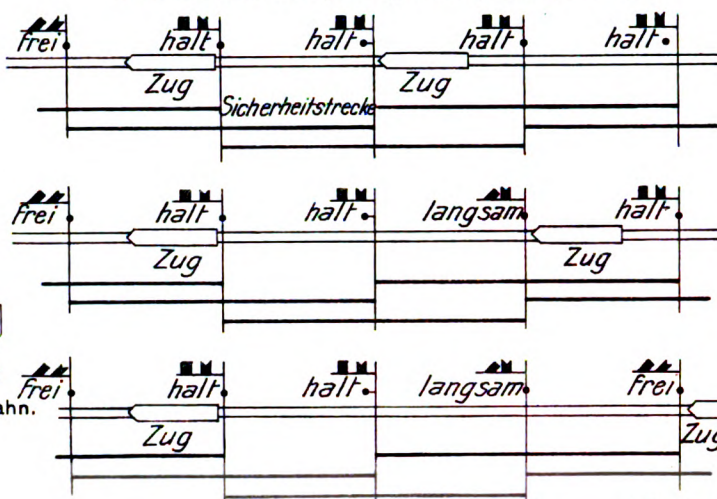 frei halt halt halt halt
Zug Zug
Sicherheitstrecke
frei halt halt langsam halt
Zug Zug
frei halt halt langsam frei
ahn.
Zug Zug